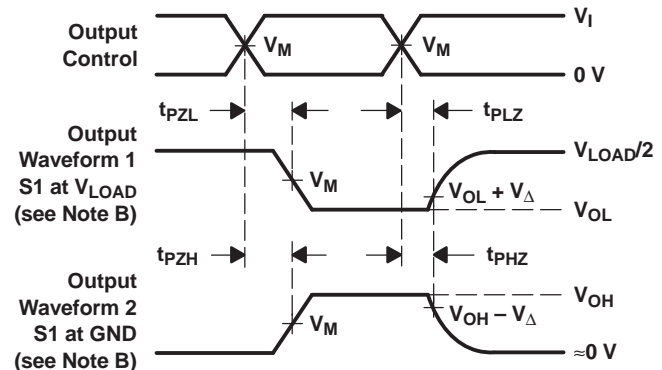 Output
Control
V_M
V_M
V_I
0 V
t_PZL
t_PLZ
Output
Waveform 1
S1 at V_LOAD
(see Note B)
V_M
V_LOAD/2
V_OL + V_Δ
V_OL
t_PZH
t_PHZ
Output
Waveform 2
S1 at GND
(see Note B)
V_M
V_OH
V_OH − V_Δ
≈0 V